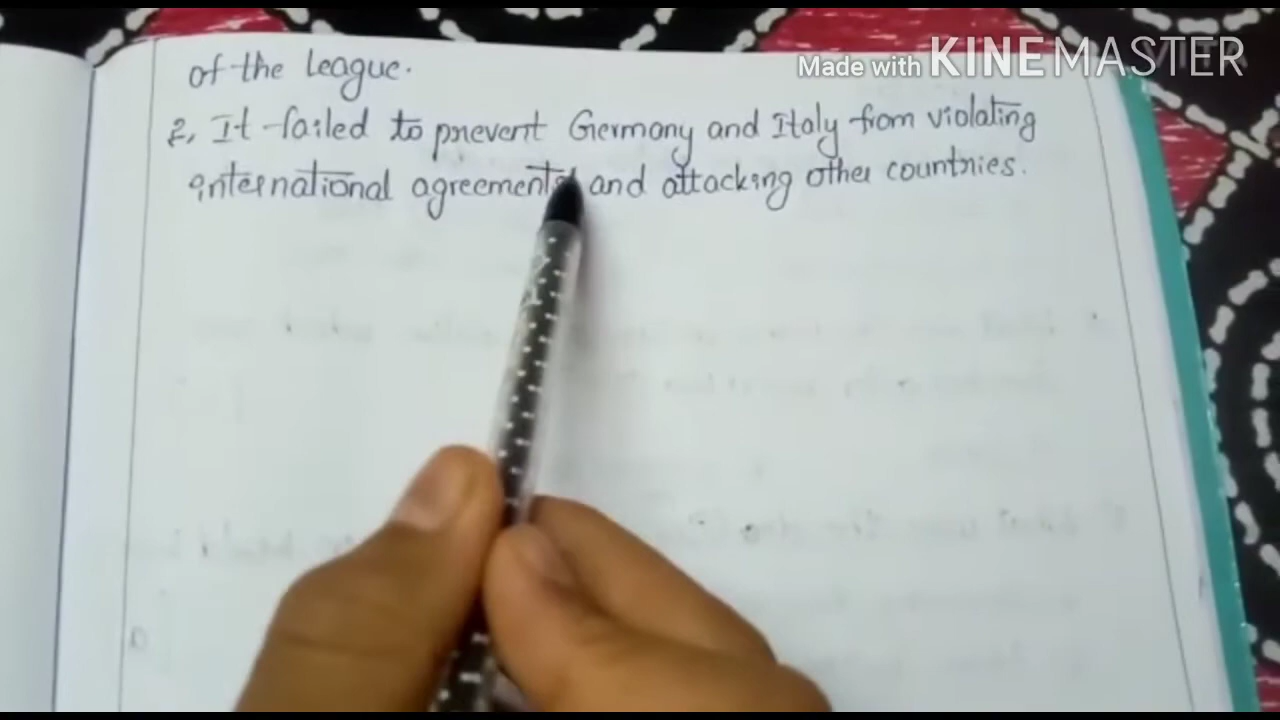 of the league.
Made with KINEMASTER
2, It failed to prevent Germony and Italy from violating
international agreements and attacking other countries.